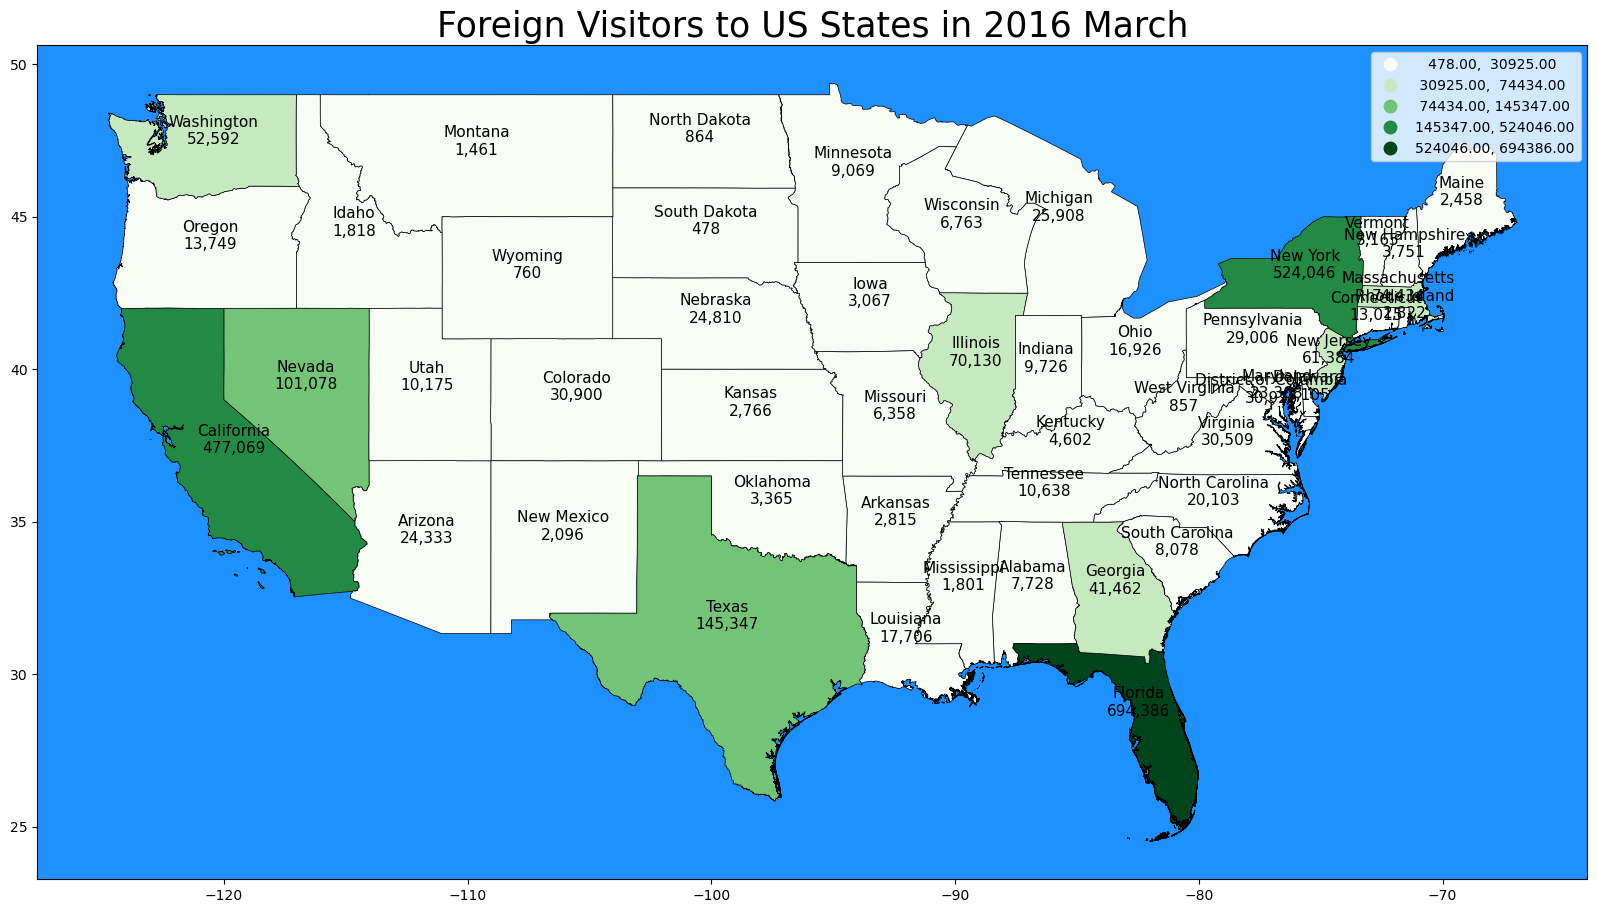 Foreign Visitors to US States in 2016 March
478.00, 30925.00
30925.00, 74434.00
74434.00, 145347.00
145347.00, 524046.00
524046.00, 694386.00
50
45
40
35
30
25
Washington
52,592
Montana
1,461
North Dakota
864
Minnesota
9,069
Maine
2,458
Oregon
13,749
Idaho
1,818
South Dakota
478
Wisconsin
6,763
Michigan
25,908
Vermont
3,163
New Hampshire
3,751
Wyoming
760
New York
524,046
Massachusetts
74,434
Iowa
3,067
Nebraska
24,810
Rhode Island
Connecticut
13,015
Pennsylvania
29,006
Ohio
16,926
New Jersey
61,384
Illinois
70,130
Indiana
9,726
Nevada
101,078
Utah
10,175
Colorado
30,900
Kansas
2,766
Missouri
6,358
Maryland
Delaware
District of Columbia
West Virginia
857
California
477,069
Kentucky
4,602
Virginia
30,509
Tennessee
10,638
North Carolina
20,103
Oklahoma
3,365
Arkansas
2,815
Arizona
24,333
New Mexico
2,096
South Carolina
8,078
Mississippi
1,801
Alabama
7,728
Georgia
41,462
Texas
145,347
Louisiana
17,706
Florida
694,386
−120
−110
−100
−90
−80
−70